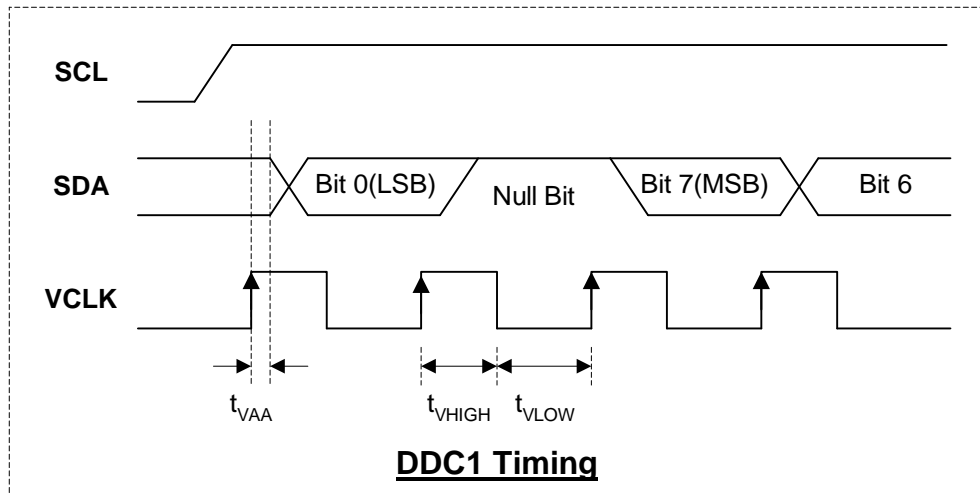 SCL
SDA
Bit 0(LSB)
Null Bit
Bit 7(MSB)
Bit 6
VCLK
tVAA
tVHIGH
tVLOW
DDC1 Timing